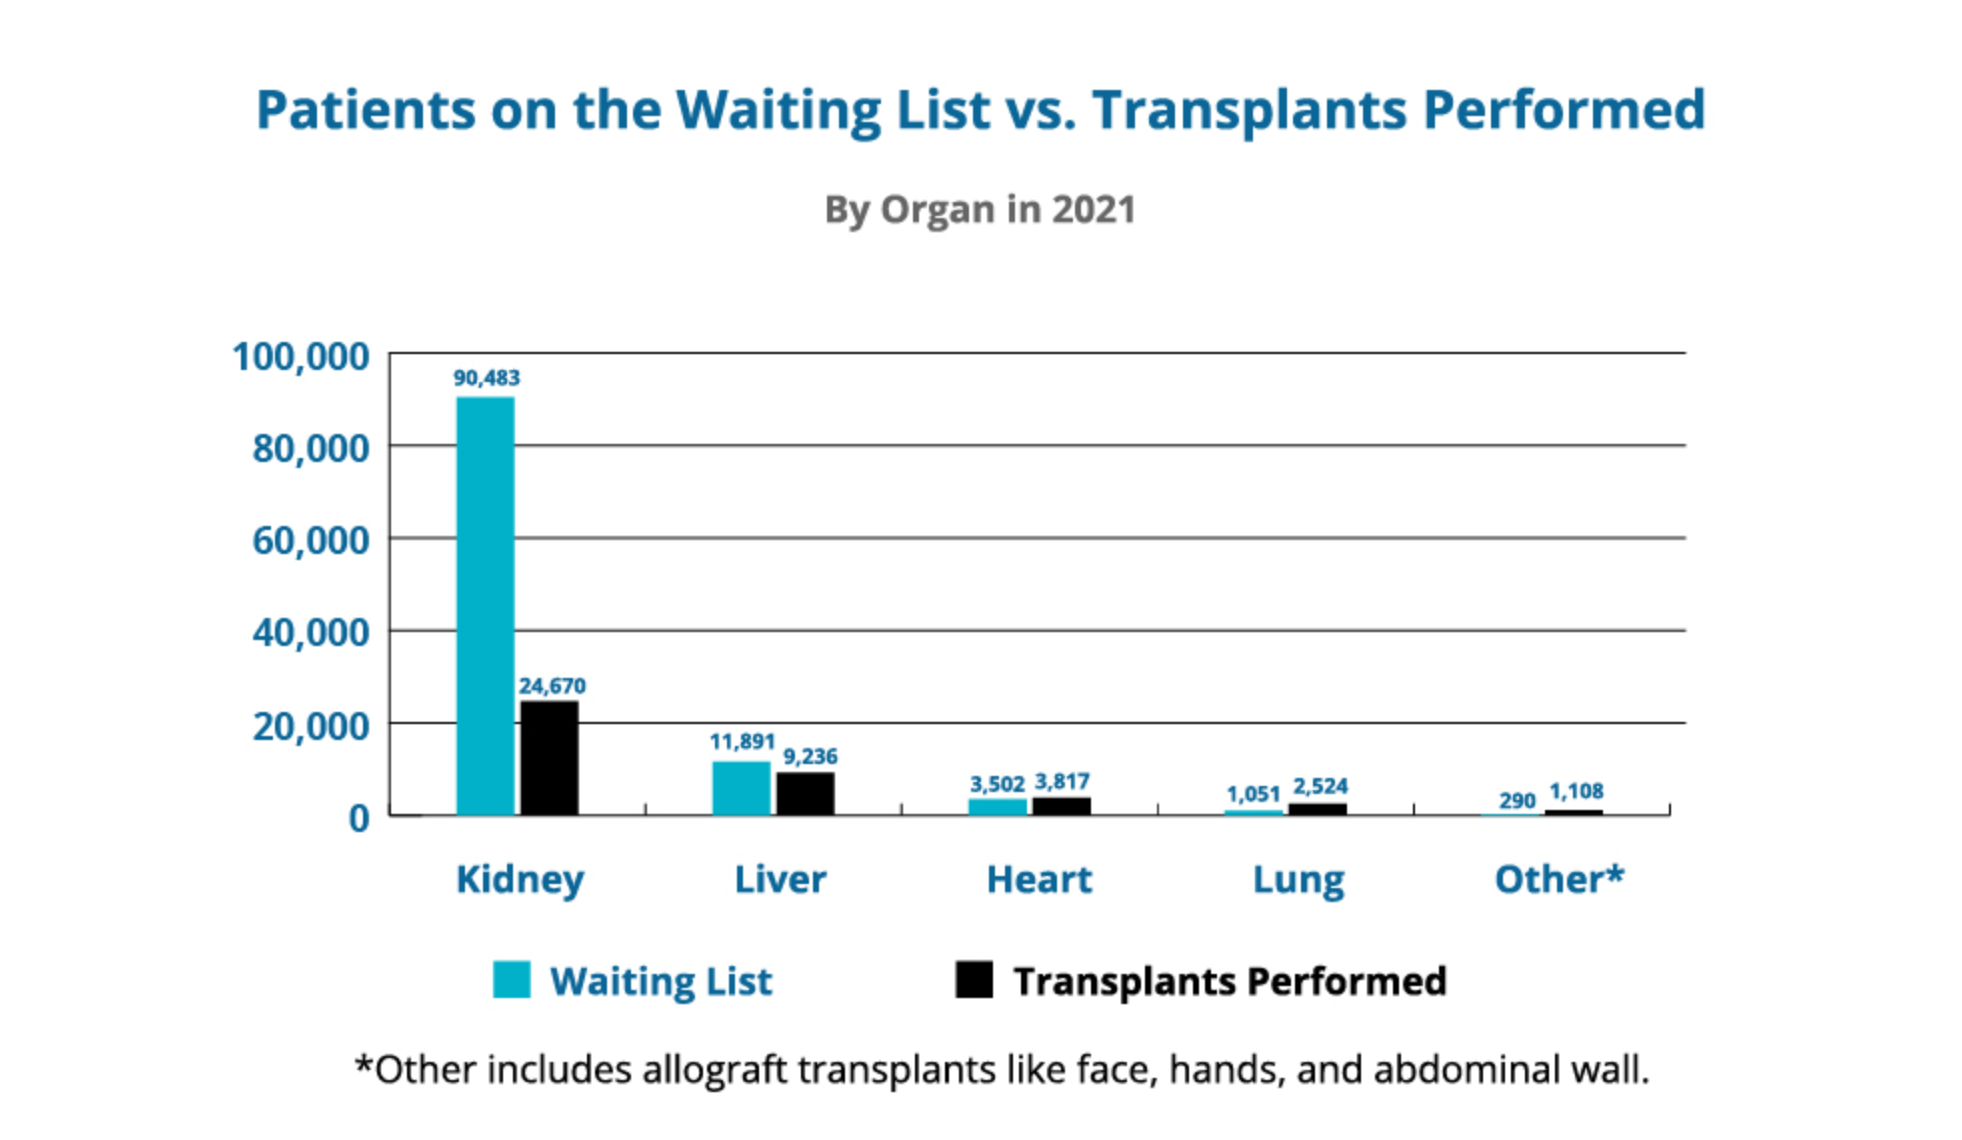 Patients on the Waiting List vs. Transplants Performed
By Organ in 2021
100,000
80,000
60,000
40,000
20,000
0
90,483
24,670
11,891
9,236
3,502
3,817
1,051
2,524
290
1,108
Kidney
Liver
Heart
Lung
Other*
Waiting List
Transplants Performed
*Other includes allograft transplants like face, hands, and abdominal wall.